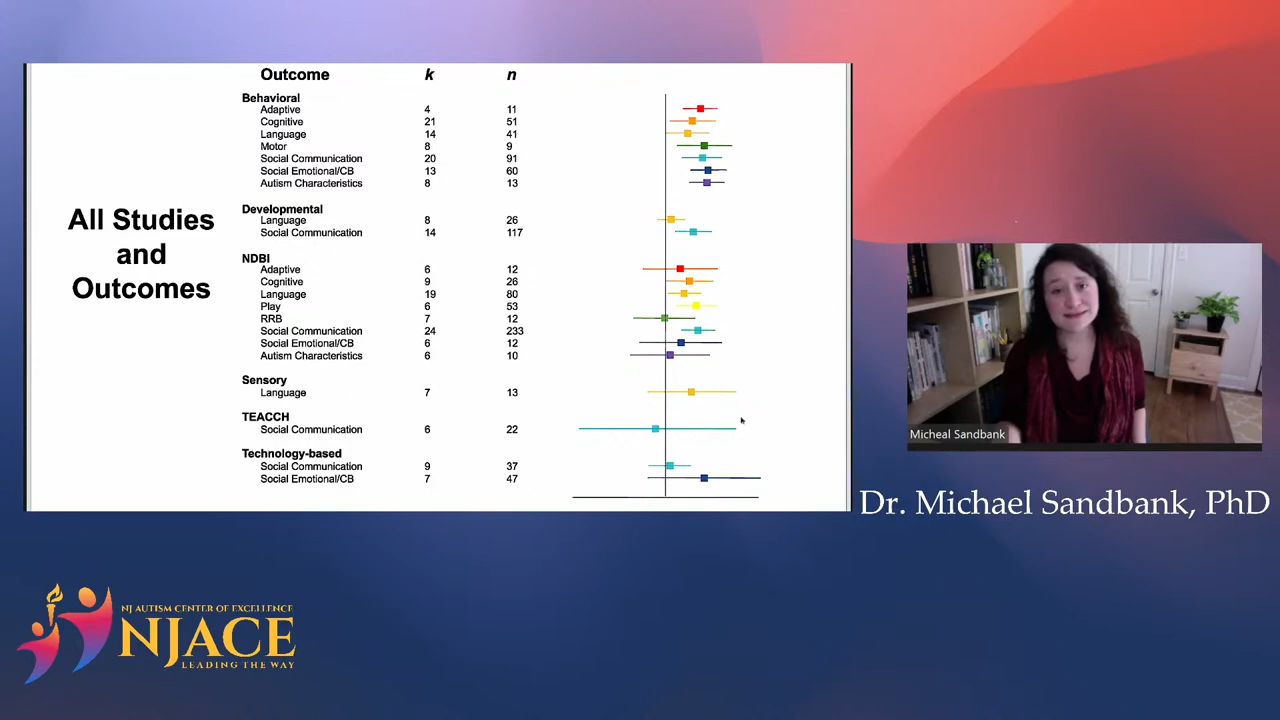 Outcome k n
Behavioral
Adaptive 4 11
Cognitive 21 51
Language 14 41
Motor 8 9
Social Communication 20 91
Social Emotional/CB 13 60
Autism Characteristics 8 13
All Studies
and
Outcomes
Developmental
Language 8 26
Social Communication 14 117
NDBI
Adaptive 6 12
Cognitive 9 26
Language 19 80
Play 6 53
RRB 7 12
Social Communication 24 233
Social Emotional/CB 6 12
Autism Characteristics 6 10
Sensory
Language 7 13
TEACCH
Social Communication 6 22
Technology-based
Social Communication 9 37
Social Emotional/CB 7 47
Micheal Sandbank
Dr. Michael Sandbank, PhD
NJ AUTISM CENTER OF EXCELLENCE
NJACE
LEADING THE WAY